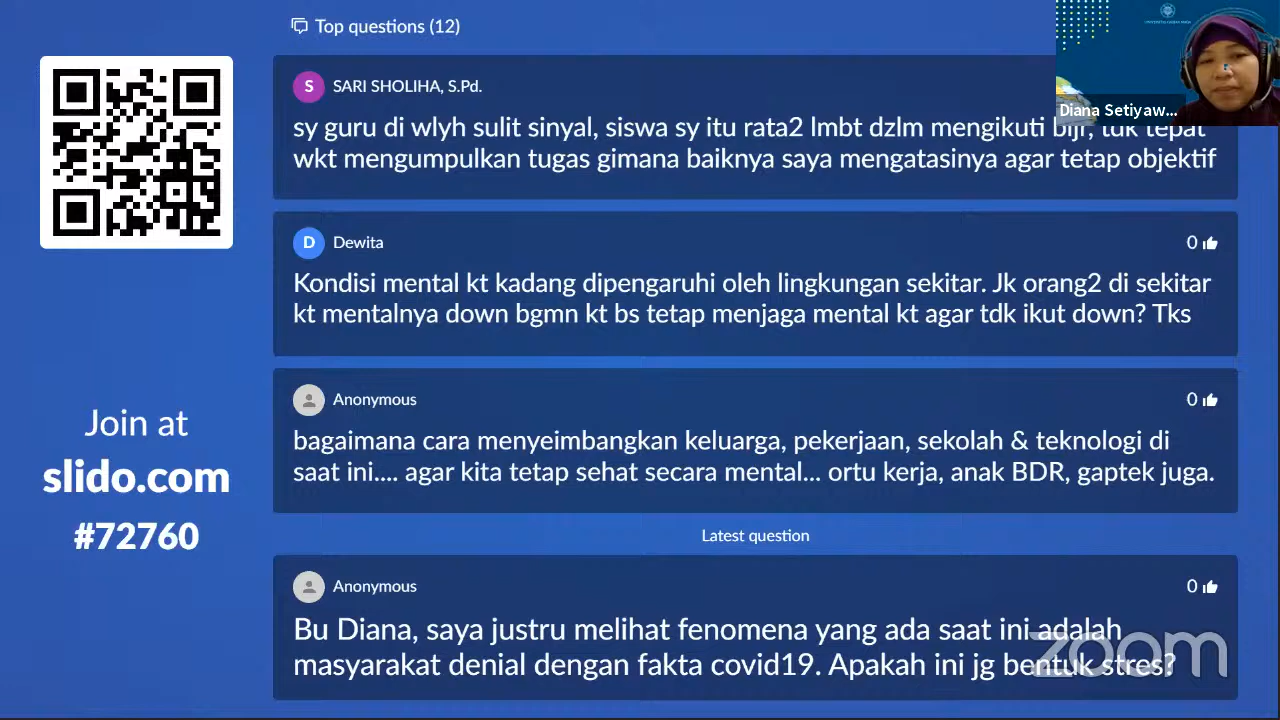 Top questions (12)
S
SARI SHOLIHA, S.Pd.
sy guru di wlyh sulit sinyal, siswa sy itu rata2 lmbt dzlm mengikuti bljr, tdk tepat
wkt mengumpulkan tugas gimana baiknya saya mengatasinya agar tetap objektif
Diana Setiyaw...
D
Dewita
0
Kondisi mental kt kadang dipengaruhi oleh lingkungan sekitar. Jk orang2 di sekitar
kt mentalnya down bgmn kt bs tetap menjaga mental kt agar tdk ikut down? Tks
Anonymous
0
bagaimana cara menyeimbangkan keluarga, pekerjaan, sekolah & teknologi di
saat ini.... agar kita tetap sehat secara mental... ortu kerja, anak BDR, gaptek juga.
Join at
slido.com
#72760
Latest question
Anonymous
0
Bu Diana, saya justru melihat fenomena yang ada saat ini adalah
masyarakat denial dengan fakta covid19. Apakah ini jg bentuk stres?
zoom